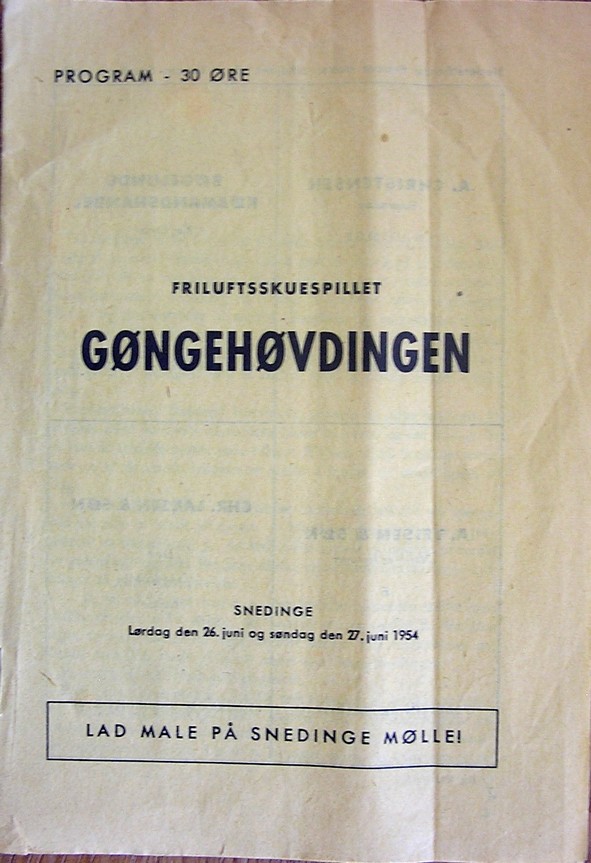 PROGRAM - 30 ØRE
FRILUFTSSKUESPILLET
GØNGEHØVDINGEN
SNEDINGE
Lørdag den 26. juni og søndag den 27. juni 1954
LAD MALE PÅ SNEDINGE MØLLE!